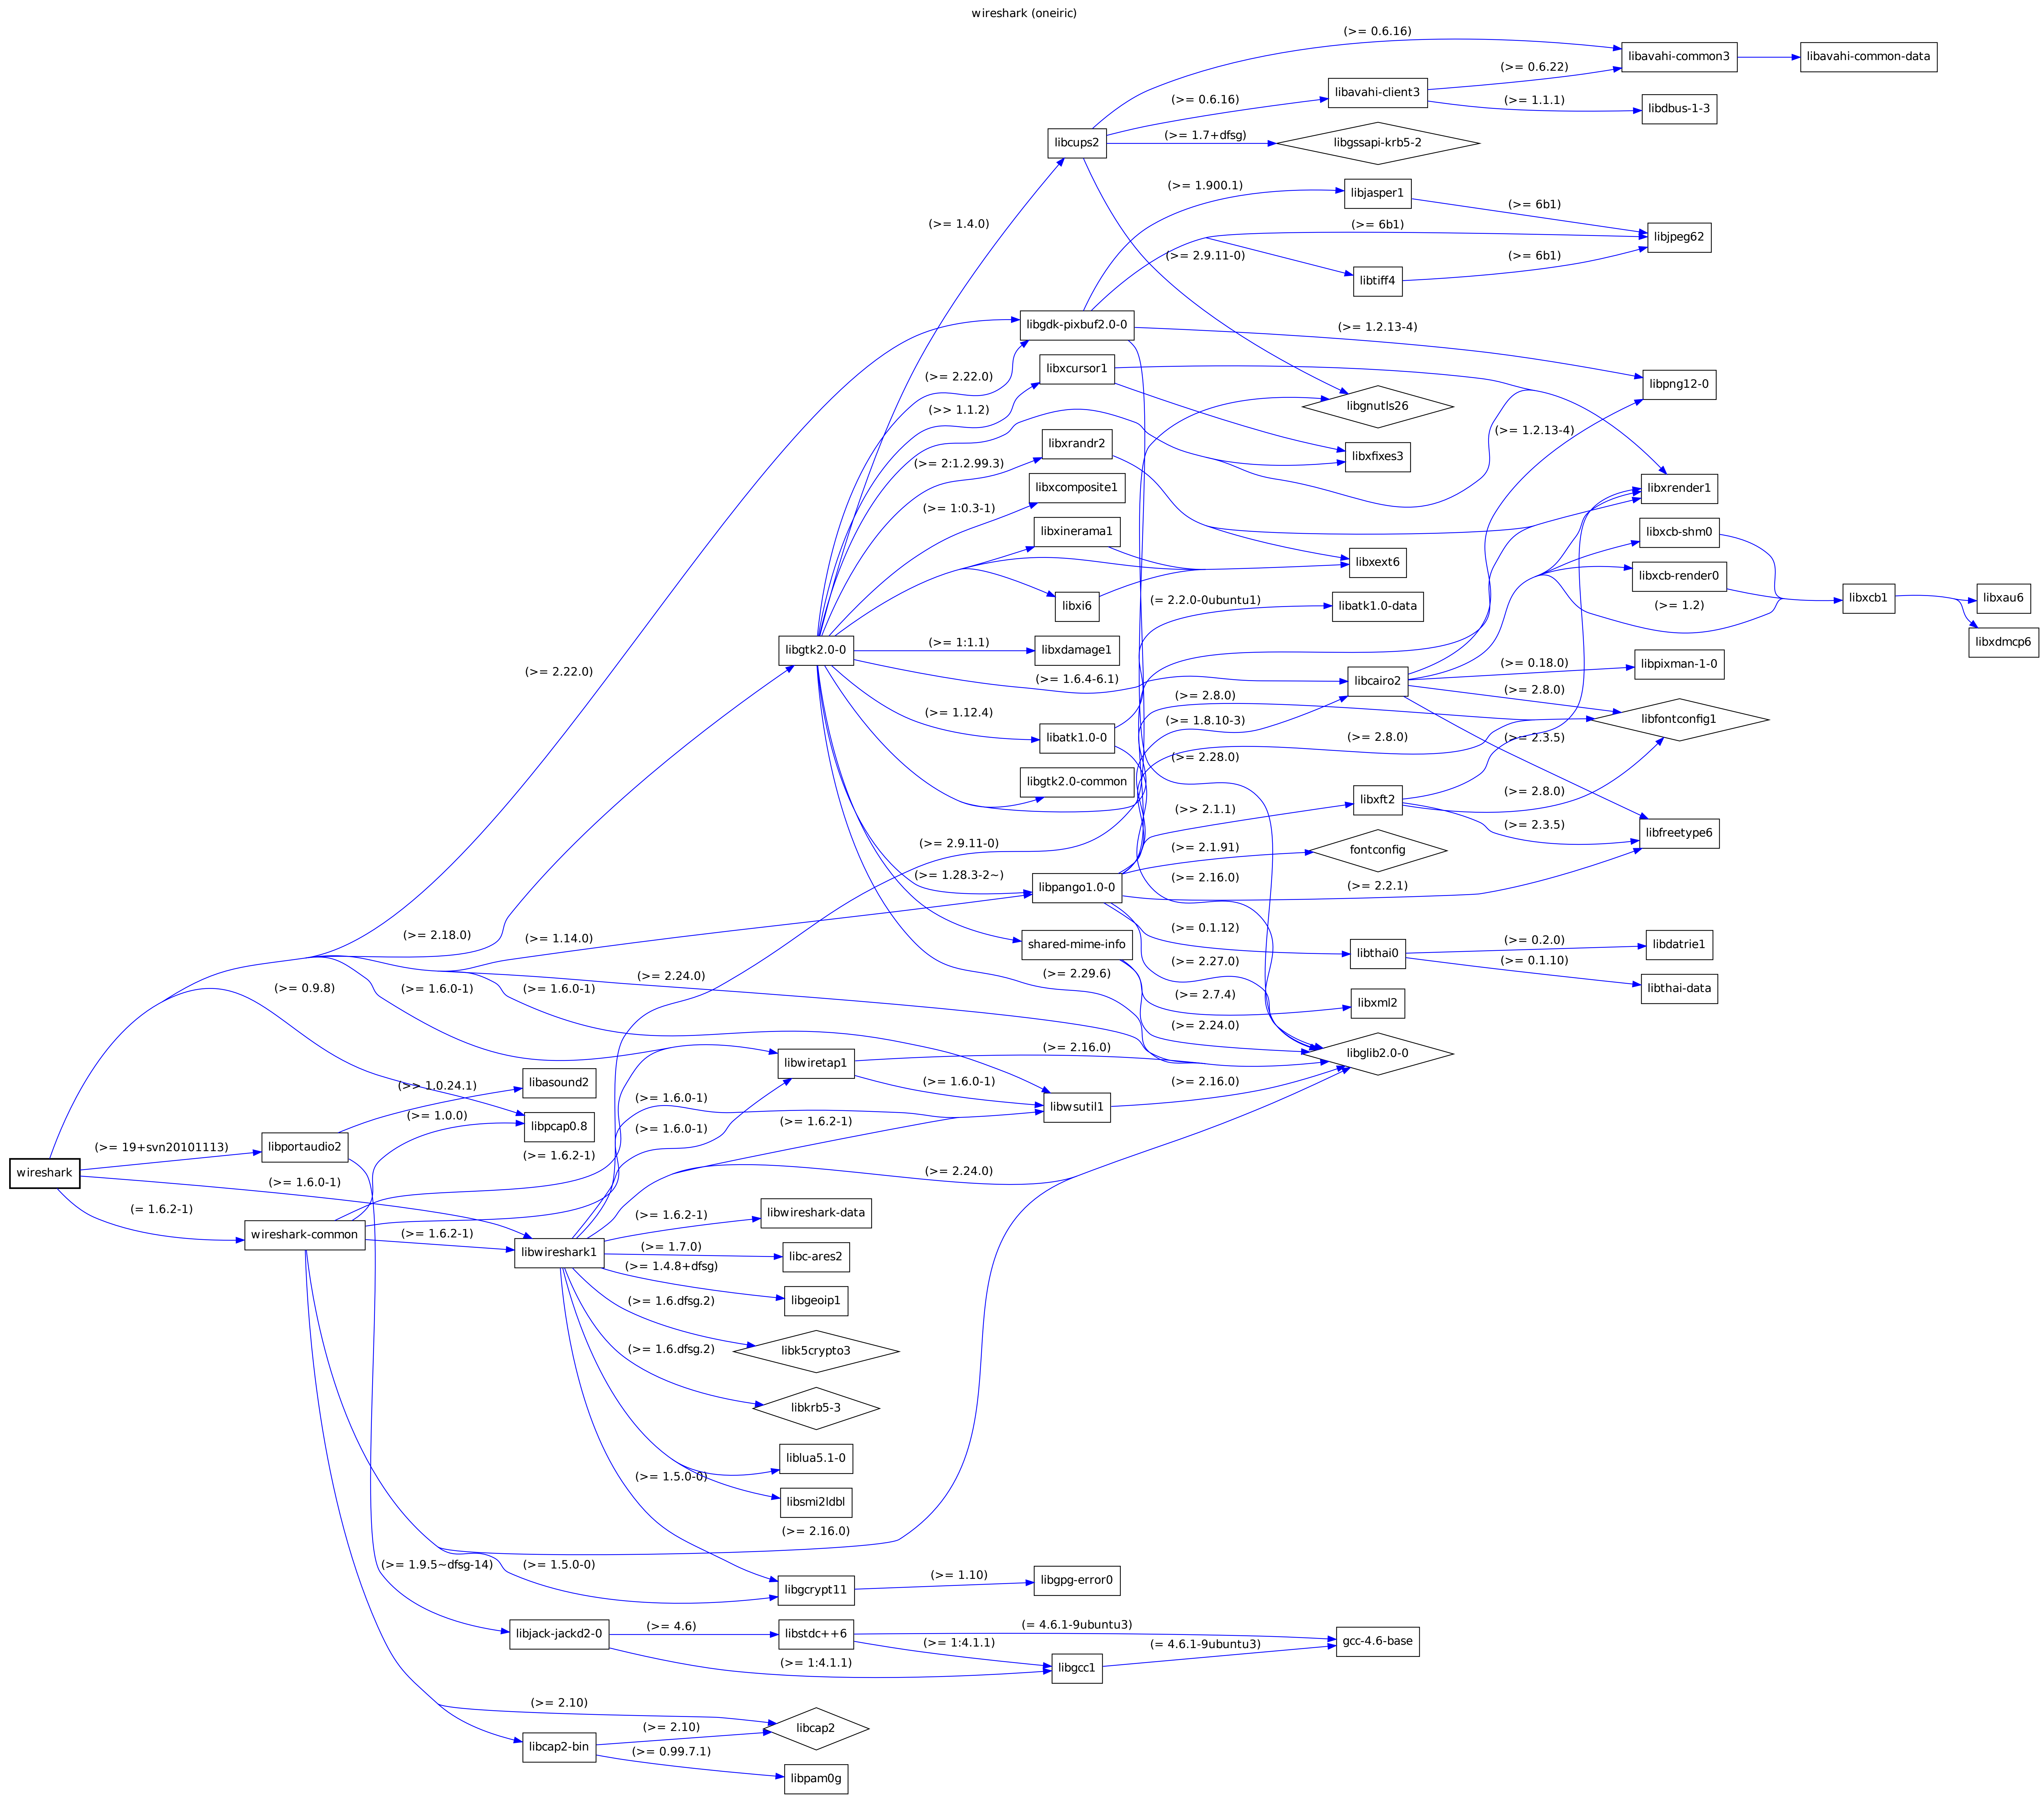 wireshark (oneiric)
(>= 0.6.16)
libavahi-common3
libavahi-common-data
(>= 0.6.22)
libavahi-client3
(>= 0.6.16)
(>= 1.1.1)
libdbus-1-3
libcups2
(>= 1.7+dfsg)
libgssapi-krb5-2
(>= 1.900.1)
libjasper1
(>= 6b1)
(>= 1.4.0)
(>= 6b1)
libjpeg62
(>= 2.9.11-0)
(>= 6b1)
libtiff4
libgdk-pixbuf2.0-0
(>= 1.2.13-4)
(>= 2.22.0)
libxcursor1
libpng12-0
(>> 1.1.2)
libgnutls26
(>= 1.2.13-4)
libxrandr2
(>= 2:1.2.99.3)
libxfixes3
libxcomposite1
libxrender1
(>= 1:0.3-1)
libxinerama1
libxcb-shm0
libxext6
libxcb-render0
(= 2.2.0-0ubuntu1)
libxi6
libatk1.0-data
(>= 1.2)
libxcb1
libxau6
libxdmcp6
libgtk2.0-0
(>= 1:1.1)
libxdamage1
(>= 0.18.0)
libpixman-1-0
(>= 2.22.0)
(>= 1.6.4-6.1)
libcairo2
(>= 2.8.0)
(>= 2.8.0)
(>= 1.12.4)
(>= 1.8.10-3)
libfontconfig1
libatk1.0-0
(>= 2.8.0)
(>= 2.3.5)
(>= 2.28.0)
libgtk2.0-common
(>= 2.8.0)
libxft2
(>> 2.1.1)
(>= 2.3.5)
libfreetype6
(>= 2.9.11-0)
(>= 2.1.91)
fontconfig
(>= 1.28.3-2~)
(>= 2.16.0)
libpango1.0-0
(>= 2.2.1)
(>= 2.18.0)
(>= 1.14.0)
(>= 0.1.12)
shared-mime-info
(>= 0.2.0)
libdatrie1
libthai0
(>= 0.1.10)
(>= 2.27.0)
(>= 2.24.0)
(>= 2.29.6)
(>= 0.9.8)
(>= 1.6.0-1)
(>= 1.6.0-1)
libthai-data
(>= 2.7.4)
libxml2
(>= 2.24.0)
(>= 2.16.0)
libglib2.0-0
libwiretap1
(>= 1.6.0-1)
(>= 2.16.0)
libasound2
(>> 1.0.24.1)
(>= 1.6.0-1)
libwsutil1
(>= 1.0.0)
(>= 1.6.2-1)
libpcap0.8
(>= 1.6.0-1)
(>= 19+svn20101113)
libportaudio2
(>= 1.6.2-1)
wireshark
(>= 2.24.0)
(>= 1.6.0-1)
(= 1.6.2-1)
(>= 1.6.2-1)
libwireshark-data
wireshark-common
(>= 1.6.2-1)
libwireshark1
(>= 1.7.0)
libc-ares2
(>= 1.4.8+dfsg)
libgeoip1
(>= 1.6.dfsg.2)
libk5crypto3
(>= 1.6.dfsg.2)
libkrb5-3
liblua5.1-0
(>= 1.5.0-0)
libsmi2ldbl
(>= 2.16.0)
(>= 1.9.5~dfsg-14)
(>= 1.5.0-0)
libgcrypt11
(>= 1.10)
libgpg-error0
libjack-jackd2-0
(>= 4.6)
libstdc++6
(= 4.6.1-9ubuntu3)
(>= 1:4.1.1)
(= 4.6.1-9ubuntu3)
gcc-4.6-base
(>= 1:4.1.1)
libgcc1
(>= 2.10)
(>= 2.10)
libcap2
libcap2-bin
(>= 0.99.7.1)
libpam0g